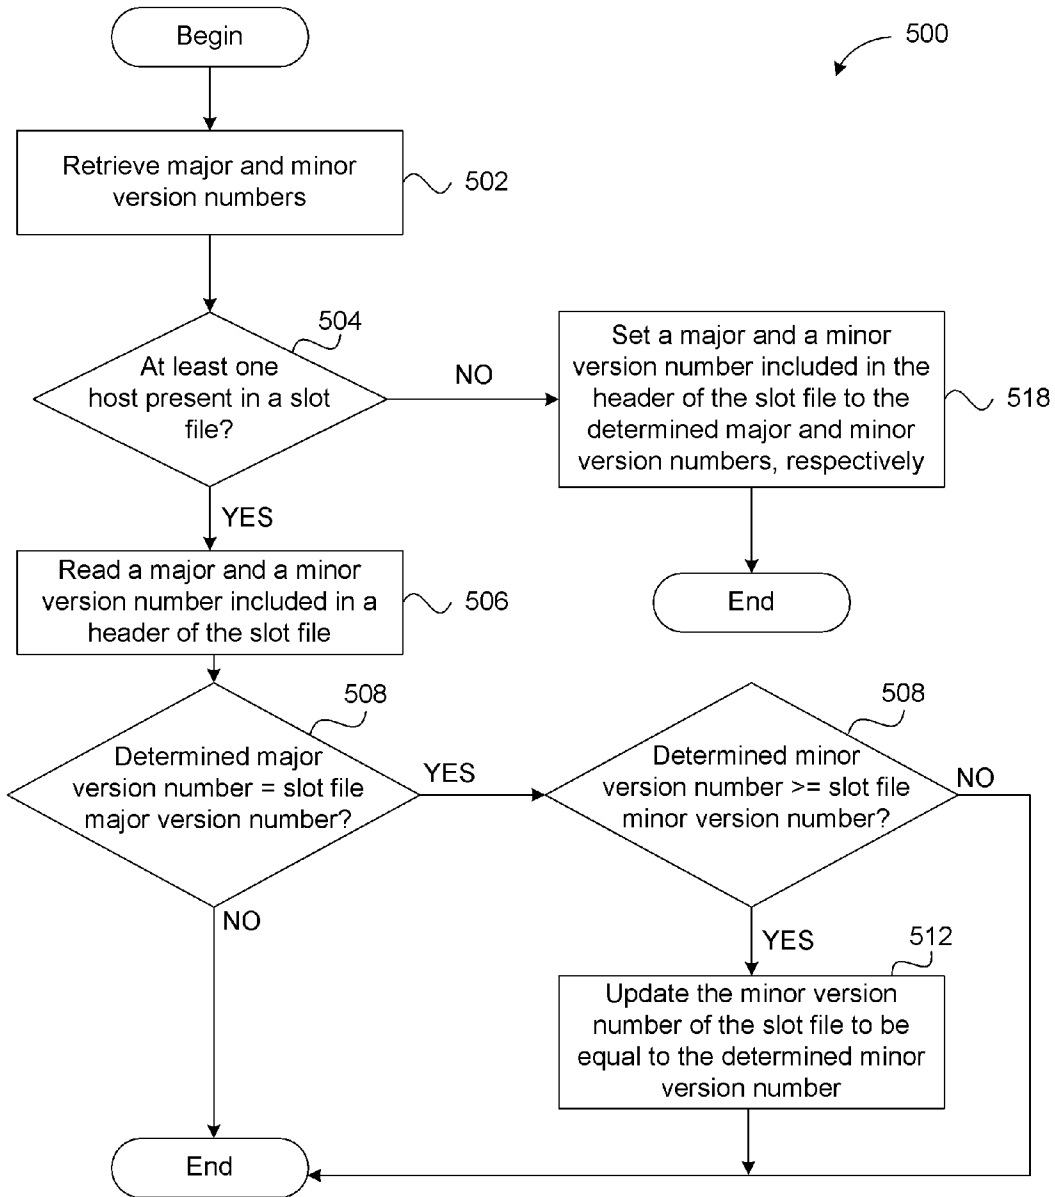 Begin
500
Retrieve major and minor
version numbers
502
504
At least one
host present in a slot
file?
NO
Set a major and a minor
version number included in the
header of the slot file to the
determined major and minor
version numbers, respectively
518
YES
Read a major and a minor
version number included in a
header of the slot file
506
End
508
Determined major
version number = slot file
major version number?
YES
508
Determined minor
version number >= slot file
minor version number?
NO
NO
YES
512
Update the minor version
number of the slot file to be
equal to the determined minor
version number
End